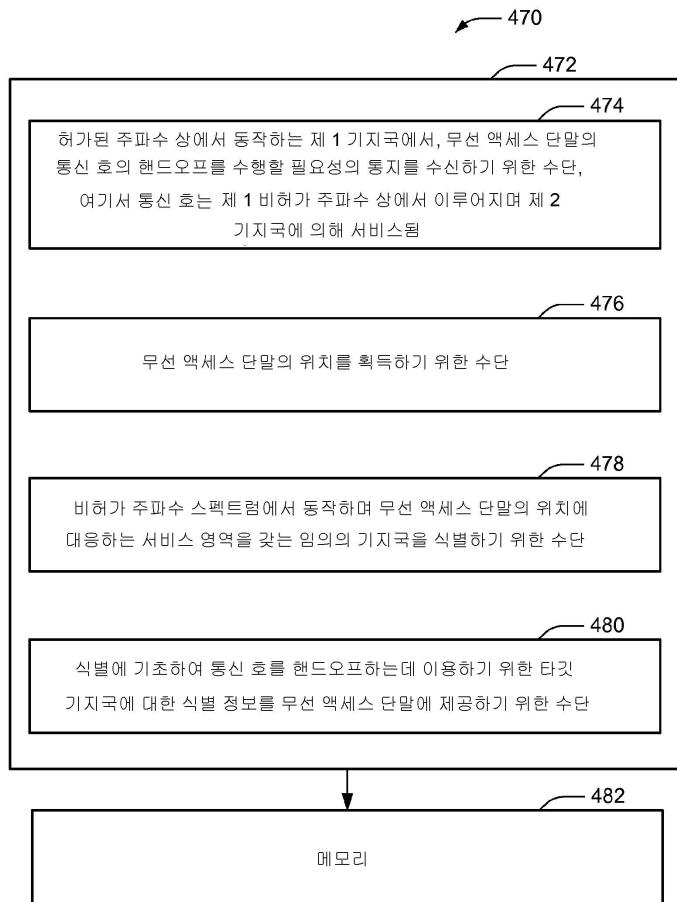 470
472
474
허가된 주파수 상에서 동작하는 제 1 기지국에서, 무선 액세스 단말의
통신 호의 핸드오프를 수행할 필요성의 통지를 수신하기 위한 수단,
여기서 통신 호는 제 1 비허가 주파수 상에서 이루어지며 제 2
기지국에 의해 서비스됨
476
무선 액세스 단말의 위치를 획득하기 위한 수단
478
비허가 주파수 스펙트럼에서 동작하며 무선 액세스 단말의 위치에
대응하는 서비스 영역을 갖는 임의의 기지국을 식별하기 위한 수단
480
식별에 기초하여 통신 호를 핸드오프하는데 이용하기 위한 타깃
기지국에 대한 식별 정보를 무선 액세스 단말에 제공하기 위한 수단
482
메모리